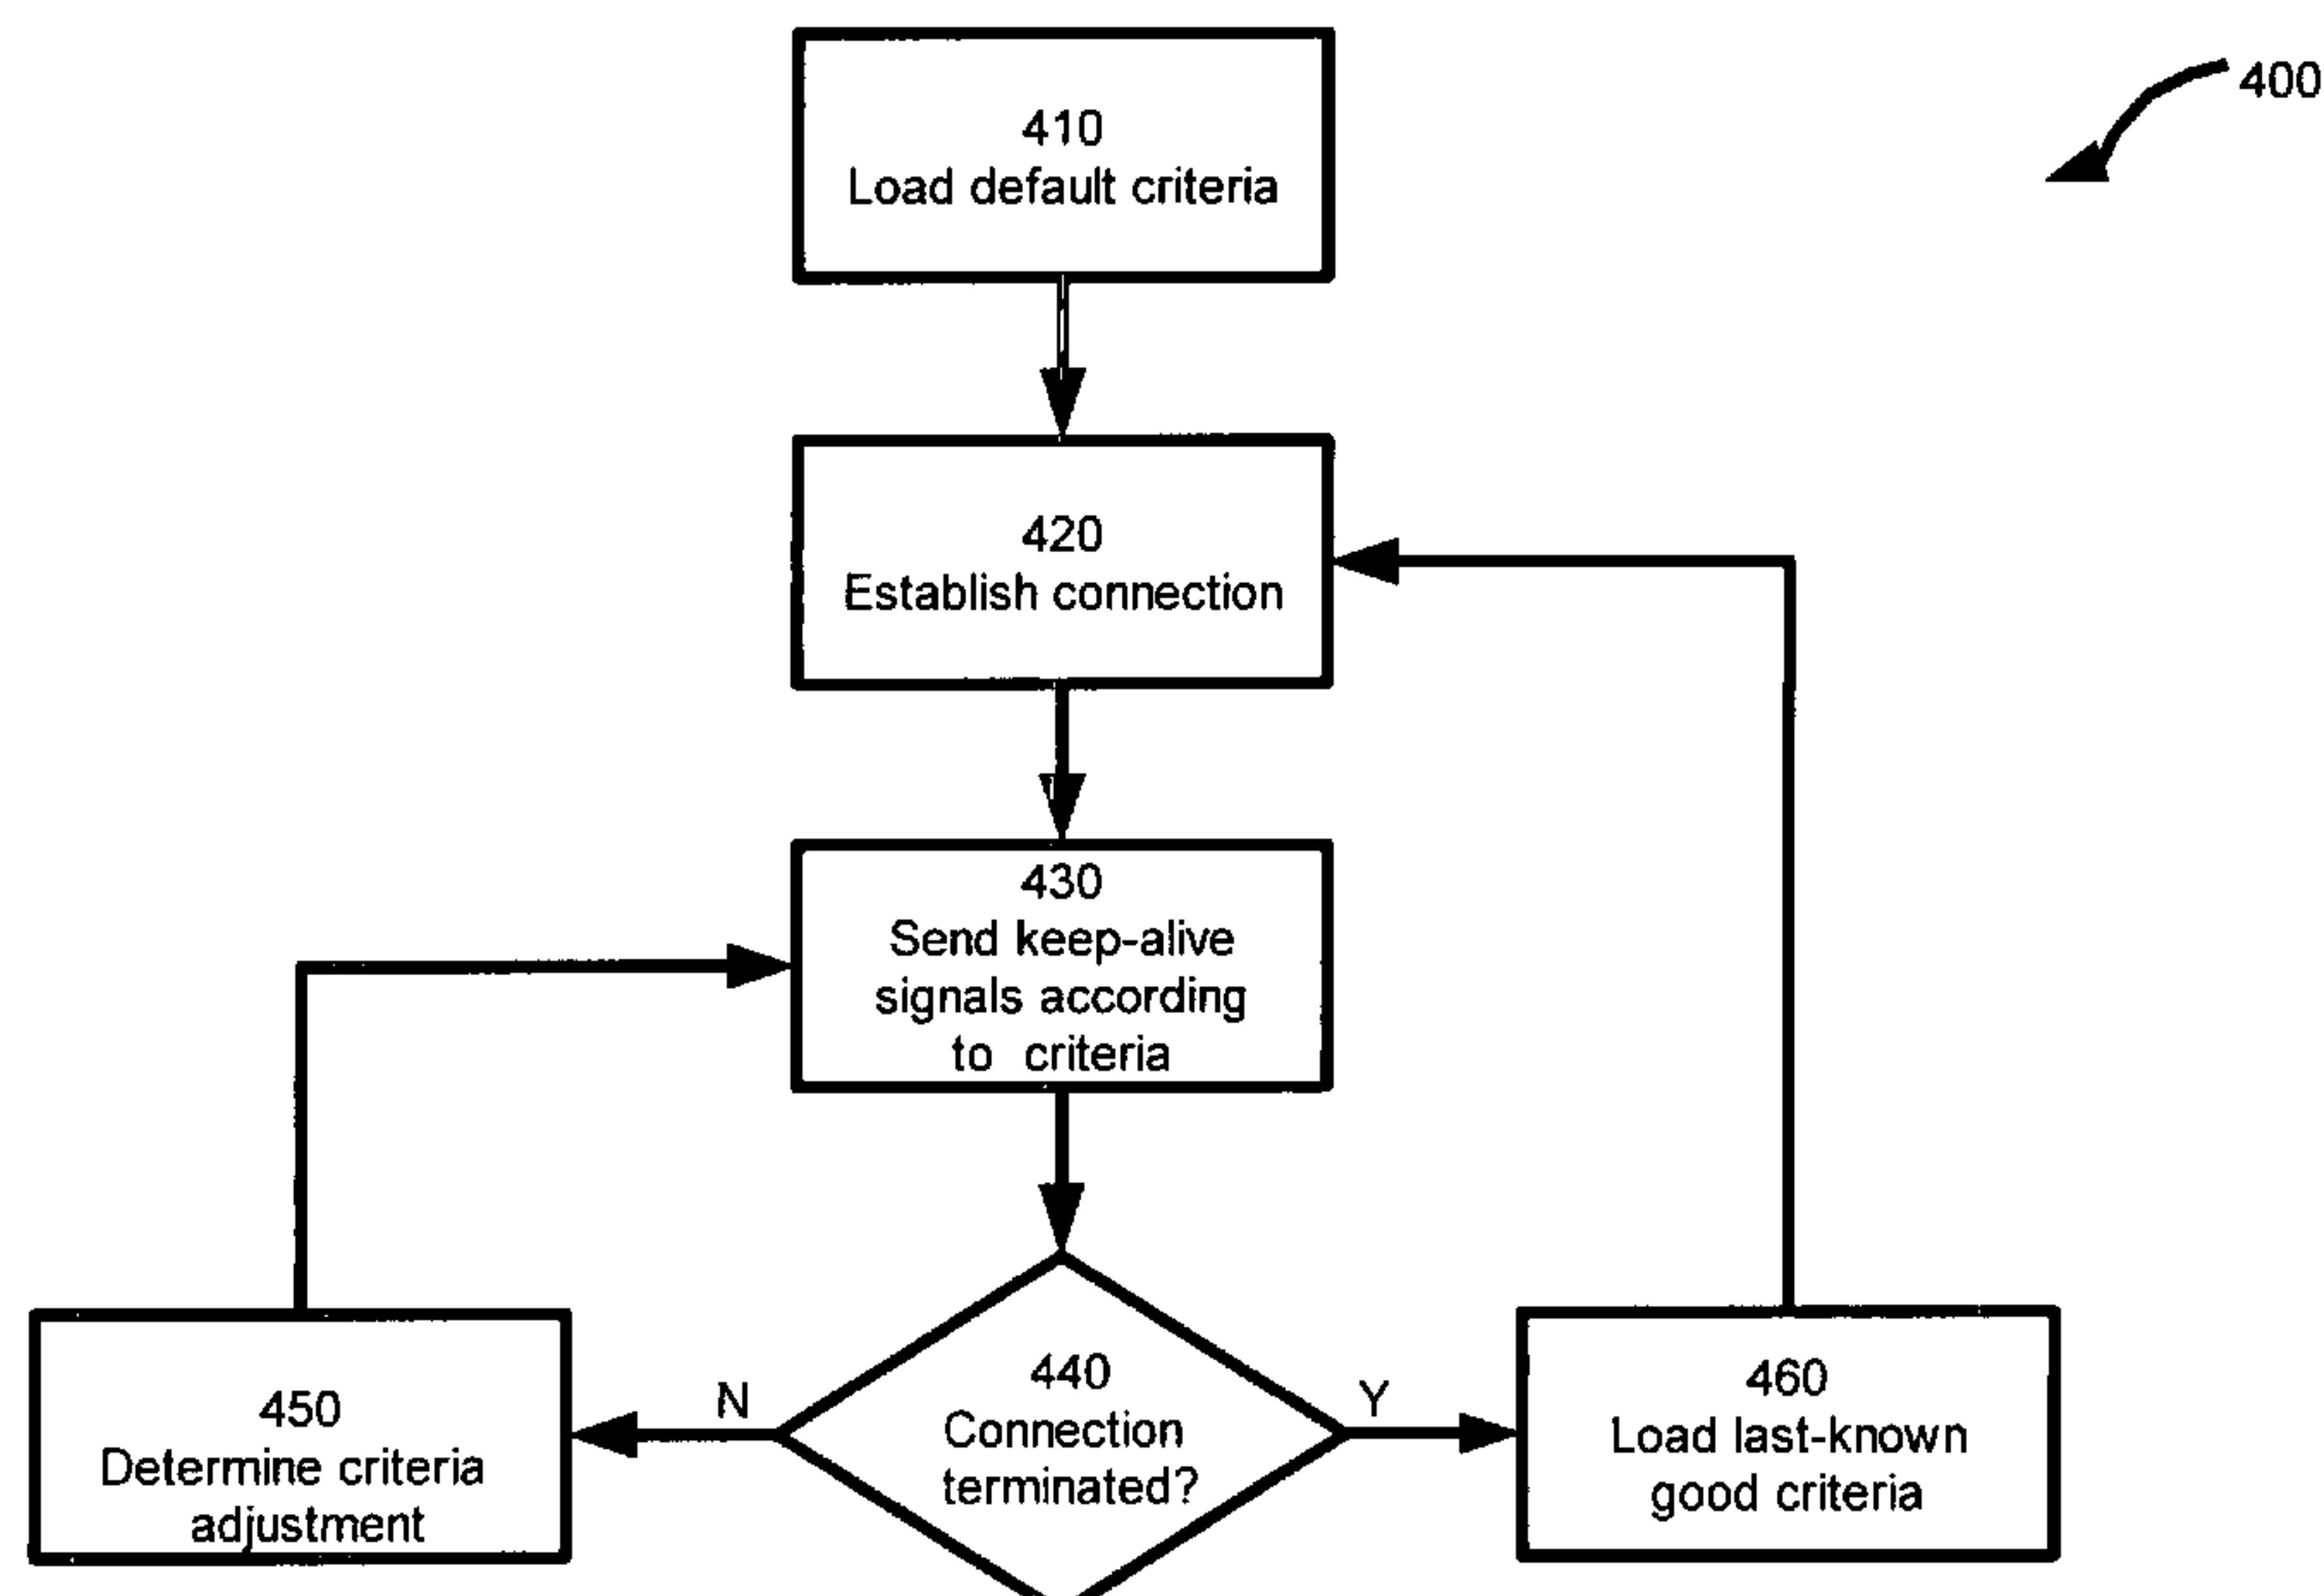 400
410
Load default criteria
420
Establish connection
430
Send keep-alive
signals according
to criteria
N
440
Connection
terminated?
Y
450
Determine criteria
adjustment
460
Load last-known
good criteria